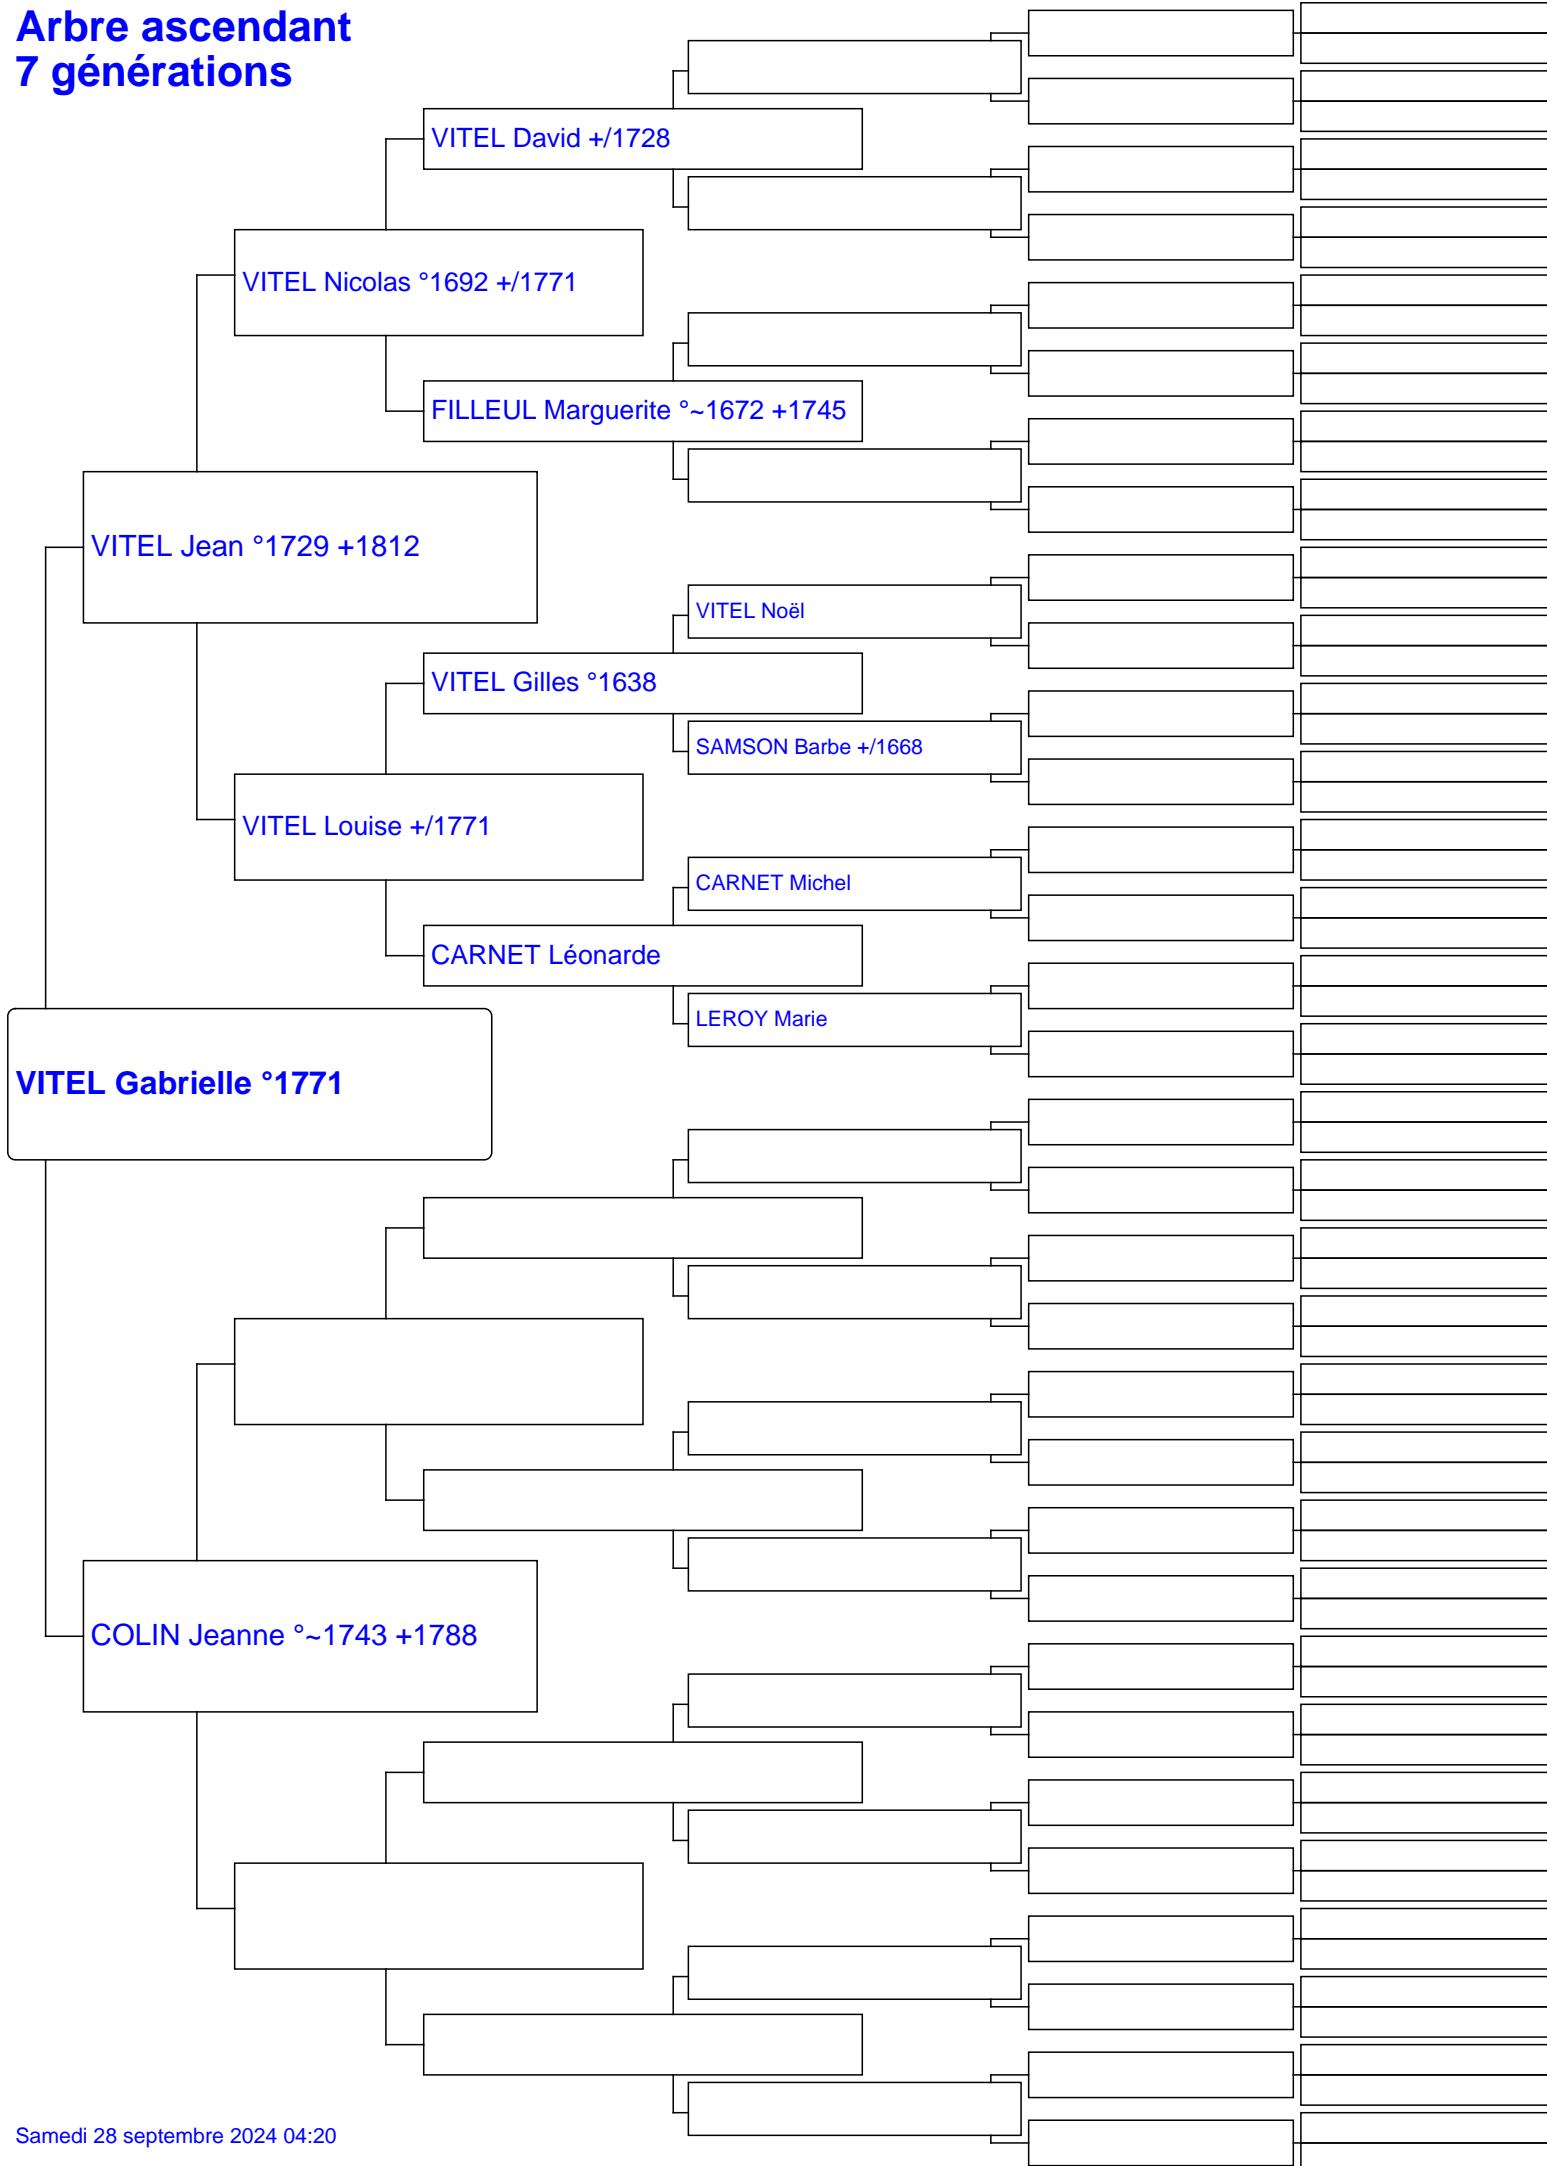 Arbre ascendant
7 générations
VITEL David +/1728
VITEL Nicolas °1692 +/1771
FILLEUL Marguerite °~1672 +1745
VITEL Jean °1729 +1812
VITEL Noël
VITEL Gilles °1638
SAMSON Barbe +/1668
VITEL Louise +/1771
CARNET Michel
CARNET Léonarde
LEROY Marie
VITEL Gabrielle °1771
COLIN Jeanne °~1743 +1788
Samedi 28 septembre 2024 04:20